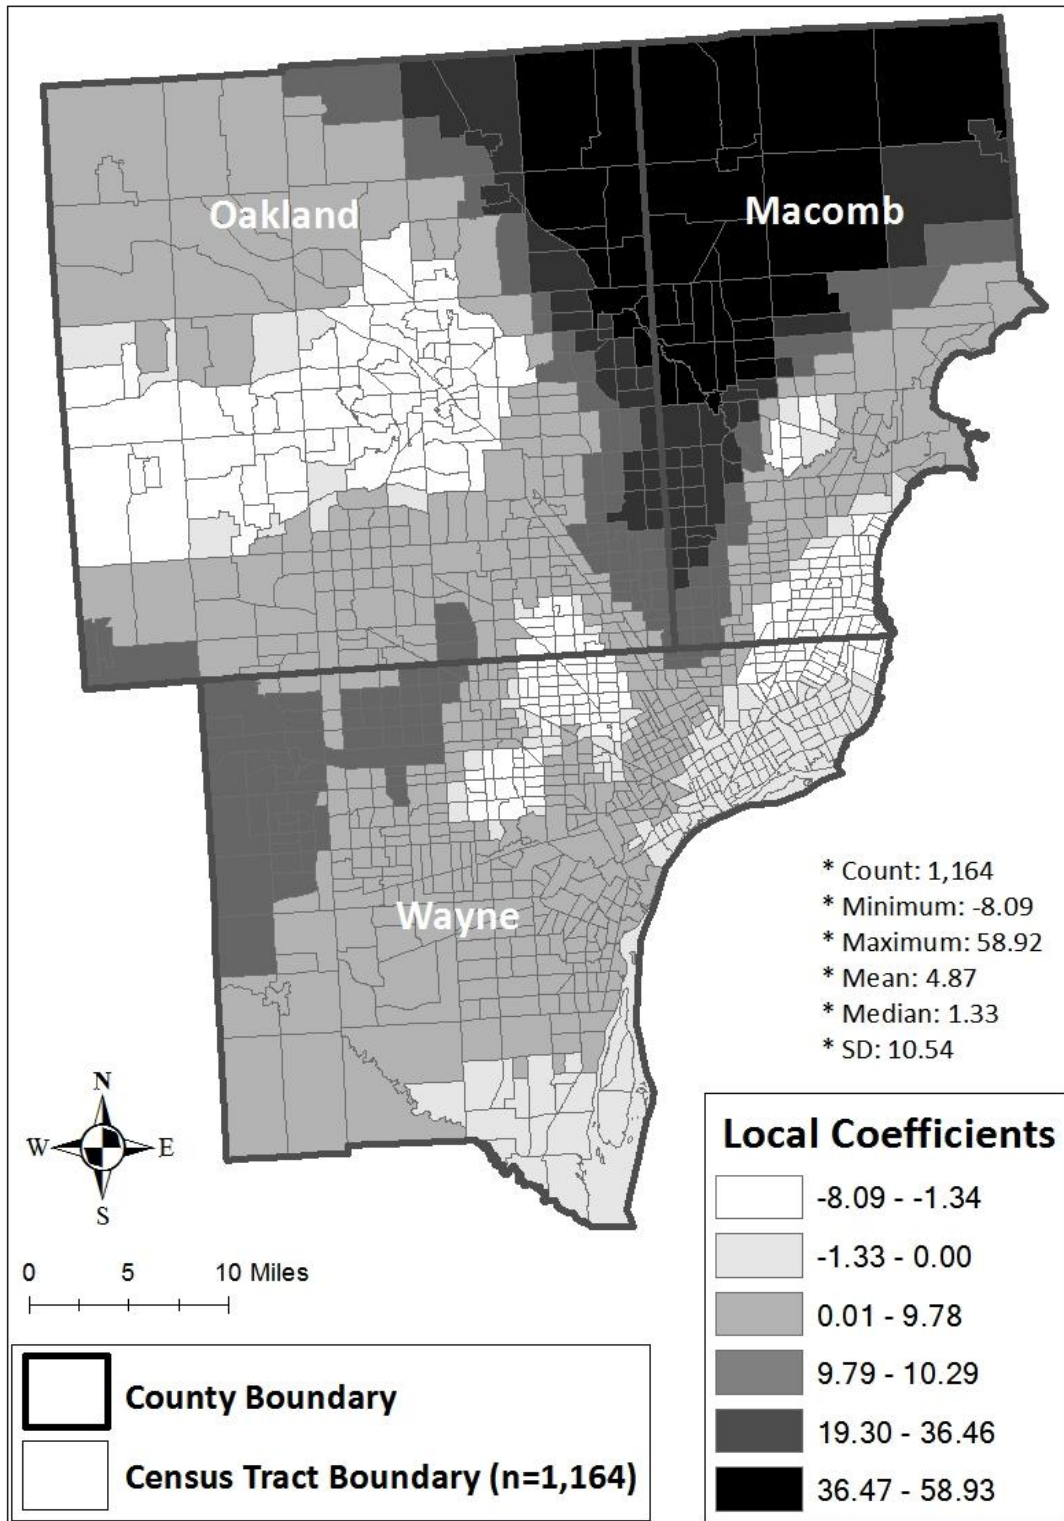 Oakland
Macomb
Wayne
* Count: 1,164
* Minimum: -8.09
* Maximum: 58.92
* Mean: 4.87
* Median: 1.33
* SD: 10.54
N
W E
S
0 5 10 Miles
County Boundary
Census Tract Boundary (n=1,164)
Local Coefficients
-8.09 - -1.34
-1.33 - 0.00
0.01 - 9.78
9.79 - 10.29
19.30 - 36.46
36.47 - 58.93